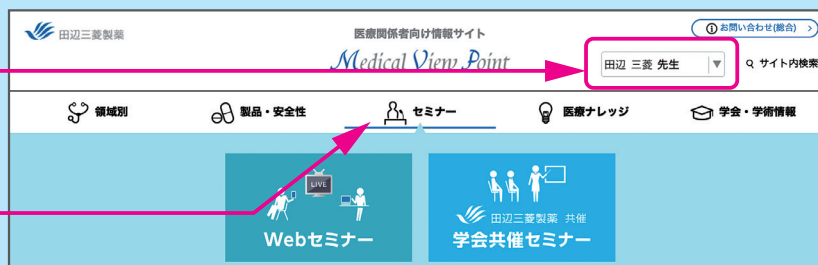 田辺三菱製薬
医療関係者向け情報サイト
Medical View Point
お問い合わせ(総合)
田辺 三菱 先生
サイト内検索
領域別
製品・安全性
セミナー
医療ナレッジ
学会・学術情報
LIVE
Webセミナー
田辺三菱製薬 共催
学会共催セミナー